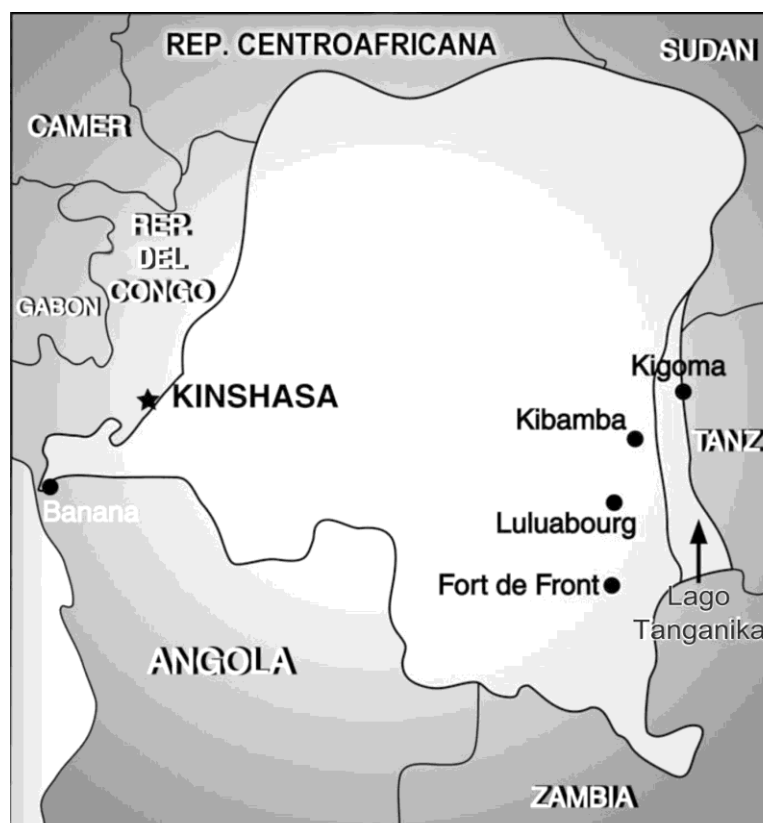 REP. CENTROAFRICANA
SUDAN
CAMER
REP.
DEL
CONGO
GABON
Kigoma
KINSHASA
Kibamba
TANZ
Banana
Luluabourg
Fort de Front
Lago
Tanganika
ANGOLA
ZAMBIA